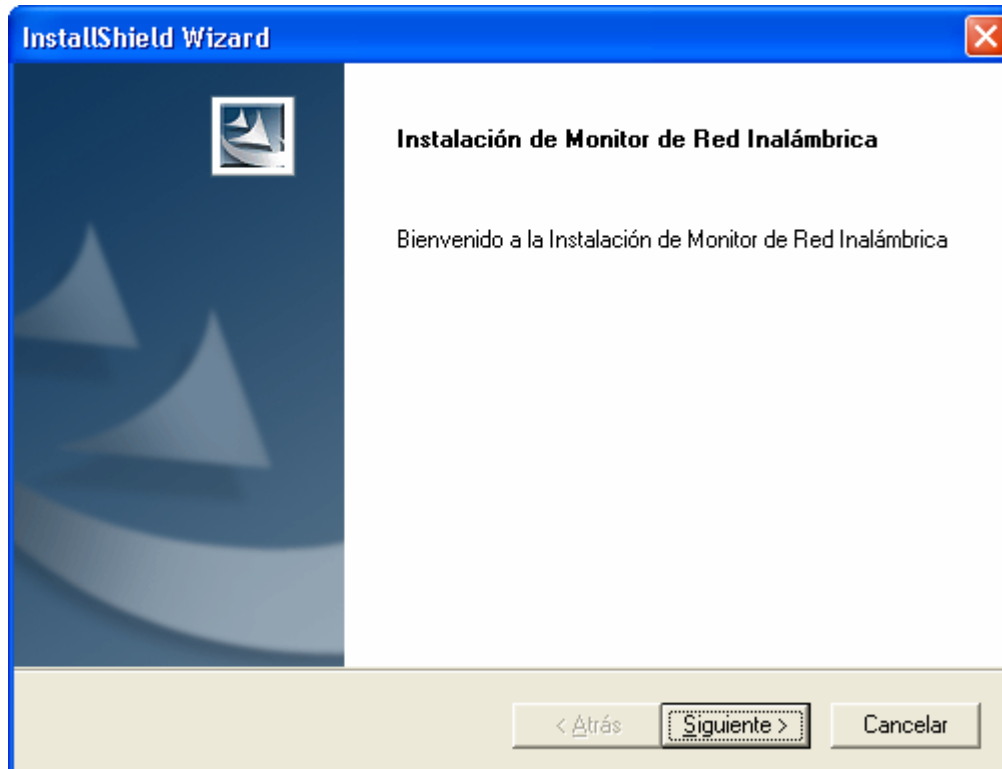 InstallShield Wizard
Instalación de Monitor de Red Inalámbrica
Bienvenido a la Instalación de Monitor de Red Inalámbrica
< Atrás
Siguiente >
Cancelar